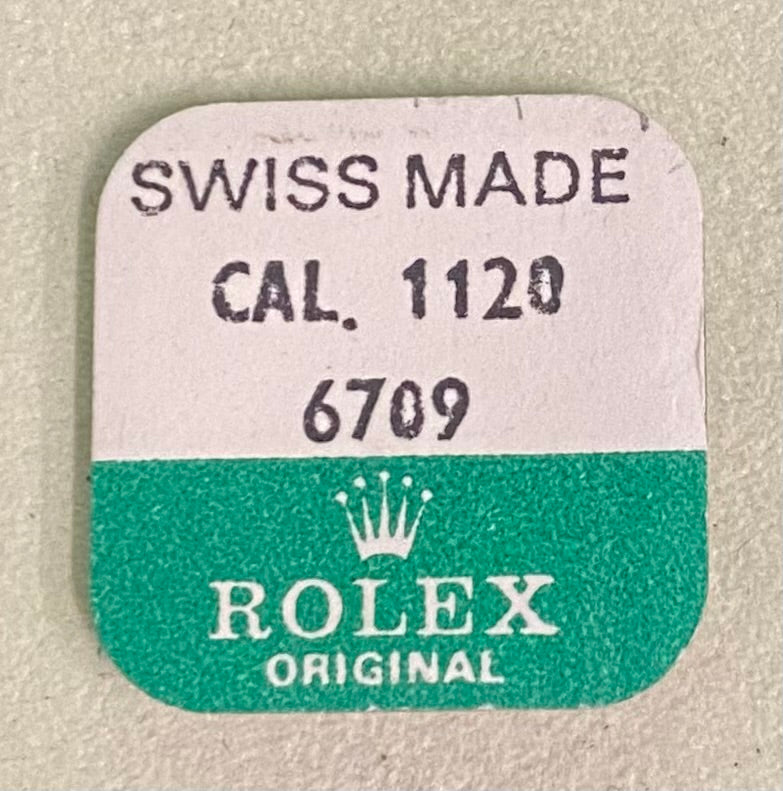 SWISS MADE
CAL. 1120
6709
ROLEX
ORIGINAL